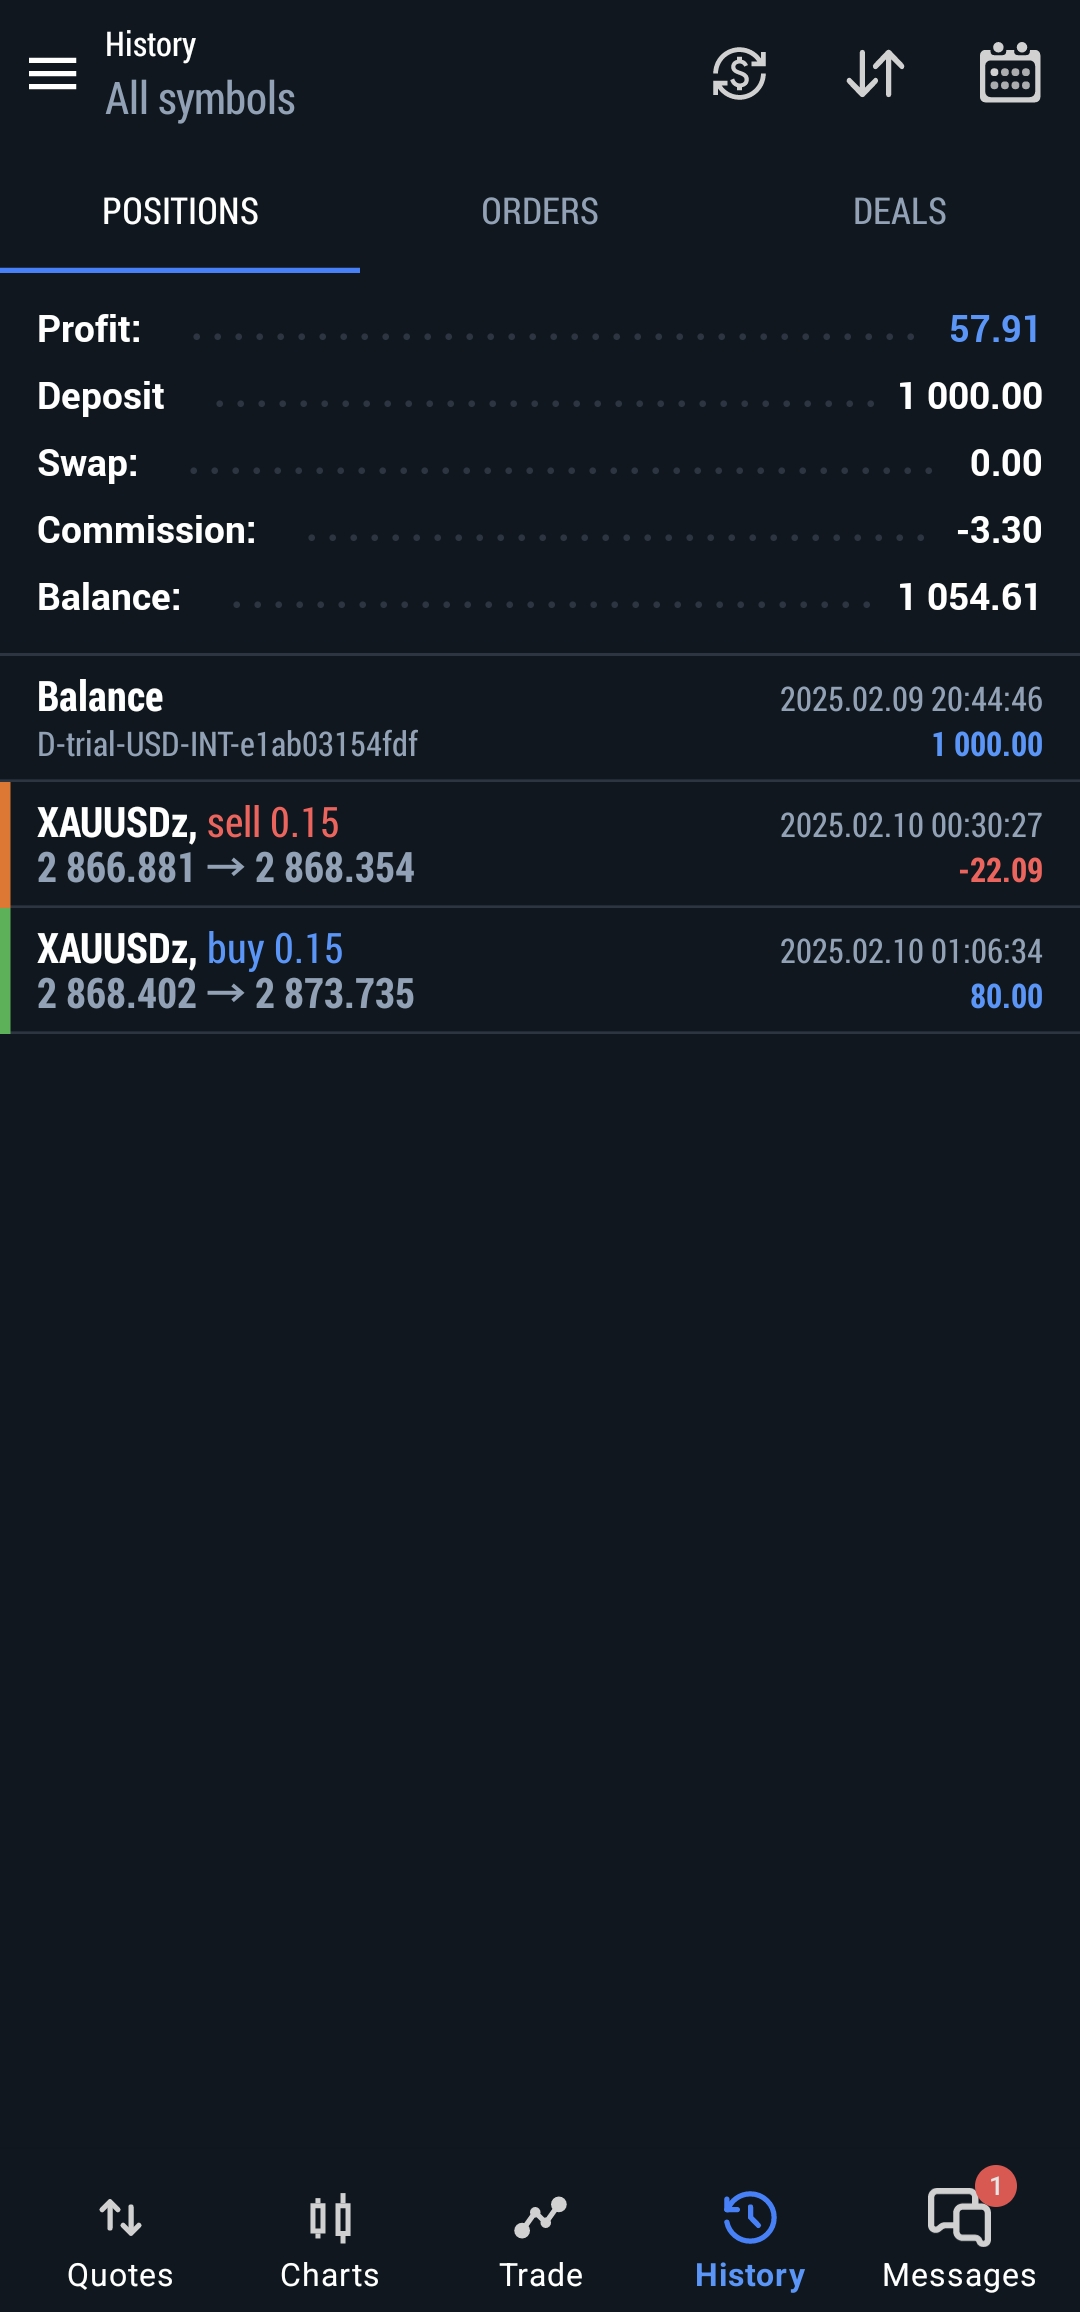 History
All symbols
POSITIONS ORDERS DEALS
Profit: 57.91
Deposit 1 000.00
Swap: 0.00
Commission: -3.30
Balance: 1 054.61
Balance 2025.02.09 20:44:46
D-trial-USD-INT-e1ab03154fdf 1 000.00
XAUUSDz, sell 0.15 2025.02.10 00:30:27
2 866.881 → 2 868.354 -22.09
XAUUSDz, buy 0.15 2025.02.10 01:06:34
2 868.402 → 2 873.735 80.00
1
Quotes Charts Trade History Messages